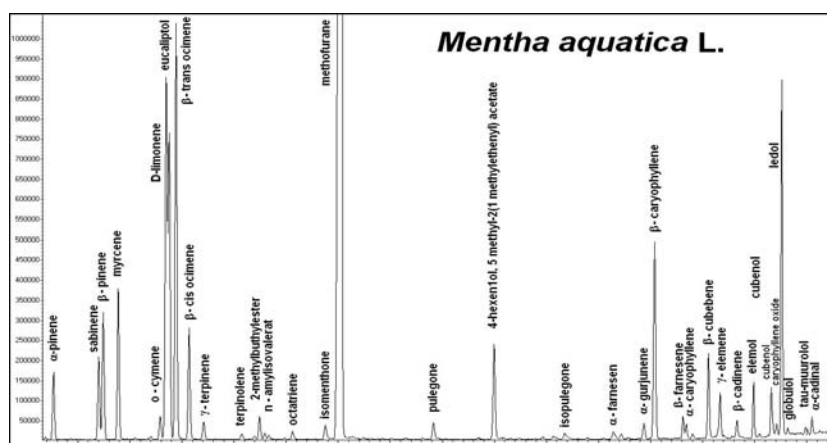 Mentha aquatica L.
1000000
950000
900000
850000
800000
750000
700000
650000
600000
550000
500000
450000
400000
350000
300000
250000
200000
150000
100000
50000
α-pinene
sabinene
β-pinene
myrcene
o - cymene
D-limonene
eucaliptol
β-trans ocimene
β-cis ocimene
γ- terpinene
terpinolene
2-methylbuthylester
n - amylisovalerat
octatriene
isomenthone
methofurane
pulegone
4-hexen1ol, 5 methyl-2(1 methylethenyl) acetate
isopulegone
α- farnesen
α- gurjunene
β- caryophyllene
β-farnesene
α- caryophyllene
β- cubebene
γ- elemene
β- cadinene
elemol
cubenol
cubenol
caryophyllene oxide
ledol
globulol
tau-muurolol
α-cadinal